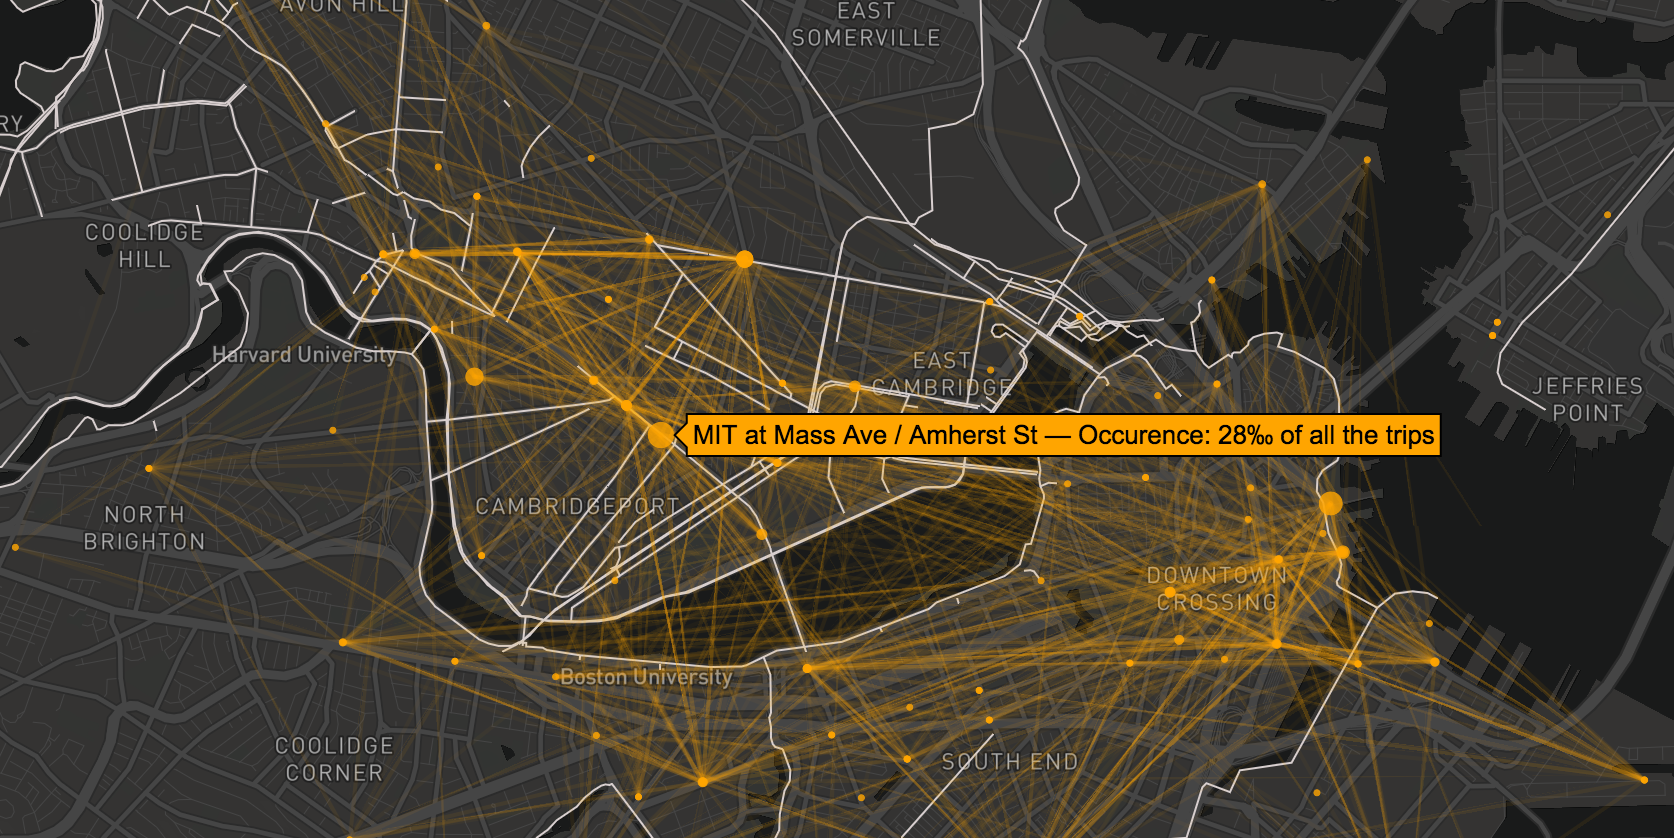 AVON HILL
EAST
SOMERVILLE
RY
COOLIDGE
HILL
Harvard University
EAST
CAMBRIDGE
JEFFRIES
POINT
MIT at Mass Ave / Amherst St — Occurence: 28‰ of all the trips
CAMBRIDGEPORT
NORTH
BRIGHTON
DOWNTOWN
CROSSING
Boston University
COOLIDGE
CORNER
SOUTH END